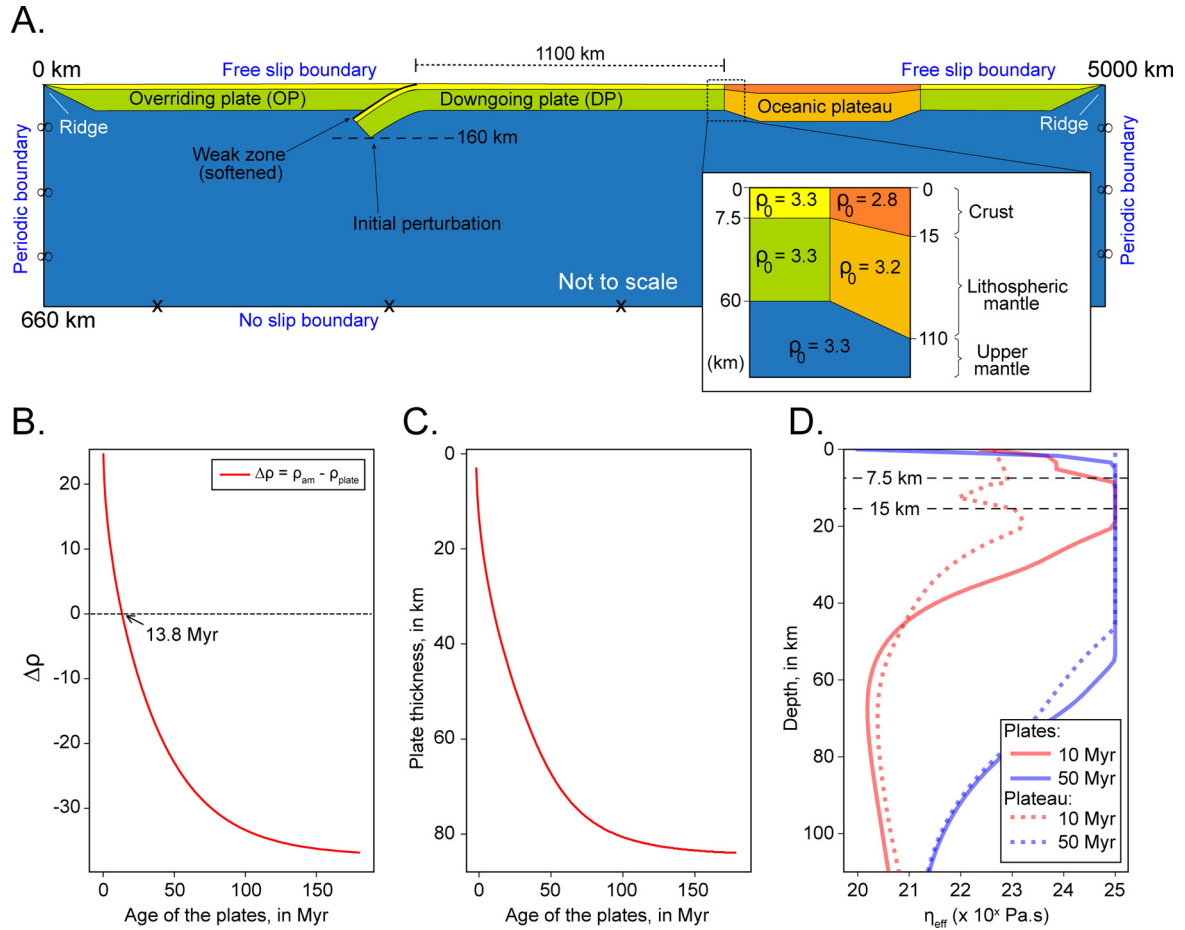 A.
1100 km
0 km
Free slip boundary
Free slip boundary
5000 km
Overriding plate (OP)
Downgoing plate (DP)
Oceanic plateau
Ridge
Ridge
160 km
Weak zone
(softened)
Initial perturbation
Periodic boundary
∞
∞
∞
Periodic boundary
∞
∞
∞
Not to scale
660 km
No slip boundary
x
x
x
0
ρ0 = 3.3
ρ0 = 2.8
0
Crust
7.5
15
ρ0 = 3.3
ρ0 = 3.2
Lithospheric
mantle
60
110
ρ0 = 3.3
Upper
mantle
(km)
B.
Δρ = ρam - ρplate
20
10
0
-10
-20
-30
13.8 Myr
Δρ
0
50
100
150
Age of the plates, in Myr
C.
0
20
40
60
80
Plate thickness, in km
0
50
100
150
Age of the plates, in Myr
D.
0
20
40
60
80
100
Depth, in km
7.5 km
15 km
Plates:
10 Myr
50 Myr
Plateau:
10 Myr
50 Myr
20
21
22
23
24
25
ηeff (x 10ˣ Pa.s)